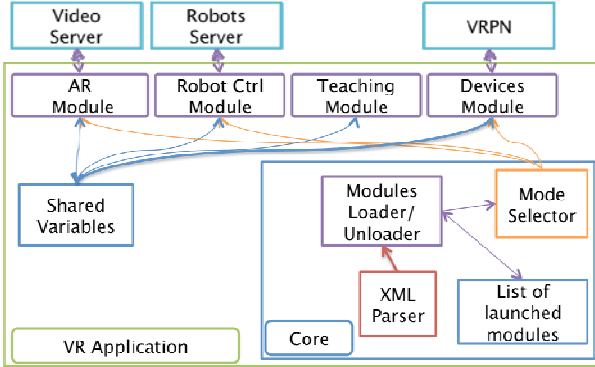 Video
Server
Robots
Server
VRPN
AR
Module
Robot Ctrl
Module
Teaching
Module
Devices
Module
Shared
Variables
Modules
Loader/
Unloader
Mode
Selector
XML
Parser
List of
launched
modules
Core
VR Application